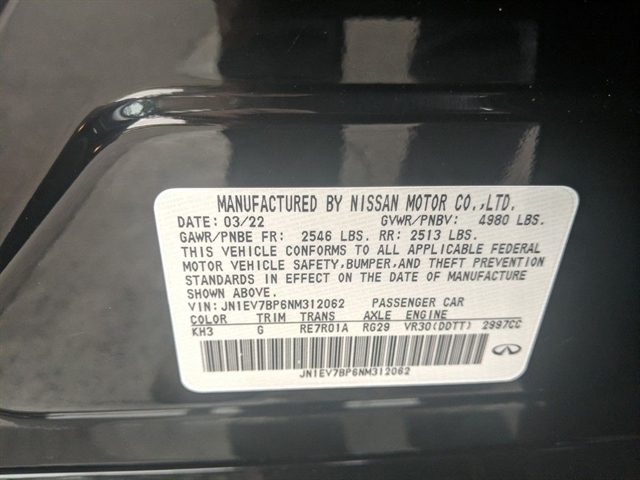 MANUFACTURED BY NISSAN MOTOR CO.,LTD.
DATE: 03/22 GVWR/PNBV: 4980 LBS.
GAWR/PNBE FR: 2546 LBS. RR: 2513 LBS.
THIS VEHICLE CONFORMS TO ALL APPLICABLE FEDERAL
MOTOR VEHICLE SAFETY,BUMPER,AND THEFT PREVENTION
STANDARDS IN EFFECT ON THE DATE OF MANUFACTURE
SHOWN ABOVE.
VIN: JN1EV7BP6NM312062 PASSENGER CAR
COLOR TRIM TRANS AXLE ENGINE
KH3 G RE7R01A RG29 VR30(DDTT) 2997CC
JN1EV7BP6NM312062